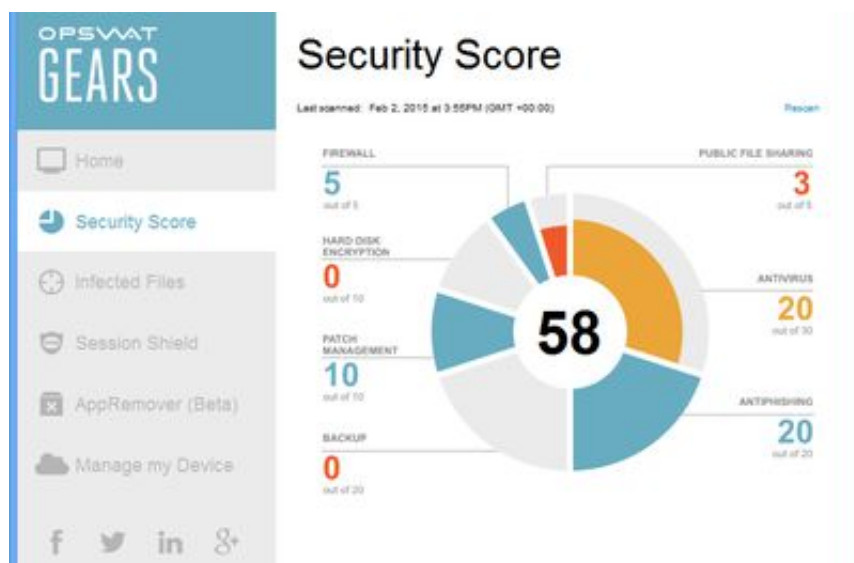 OPSWAT
GEARS
Home
Security Score
Infected Files
Session Shield
AppRemover (Beta)
Manage my Device
f in g+
Security Score
Last scanned: Feb 2, 2015 at 3:55PM (GMT +00:00)
Rescan
FIREWALL
5
out of 5
HARD DISK
ENCRYPTION
0
out of 10
PATCH
MANAGEMENT
10
out of 10
BACKUP
0
out of 20
58
PUBLIC FILE SHARING
3
out of 5
ANTIVIRUS
20
out of 30
ANTIPHISHING
20
out of 20